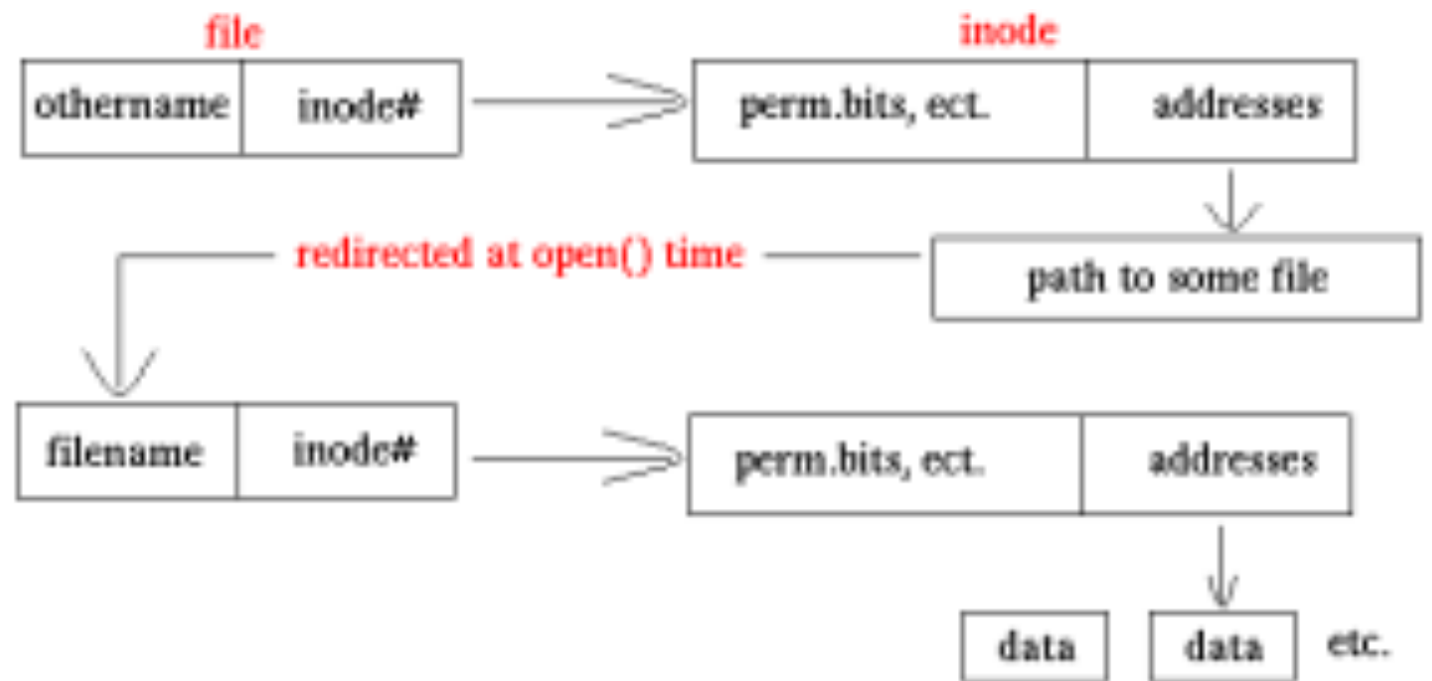 file inode
othername inode# perm.bits, ect. addresses
redirected at open() time path to some file
filename inode# perm.bits, ect. addresses
data data etc.